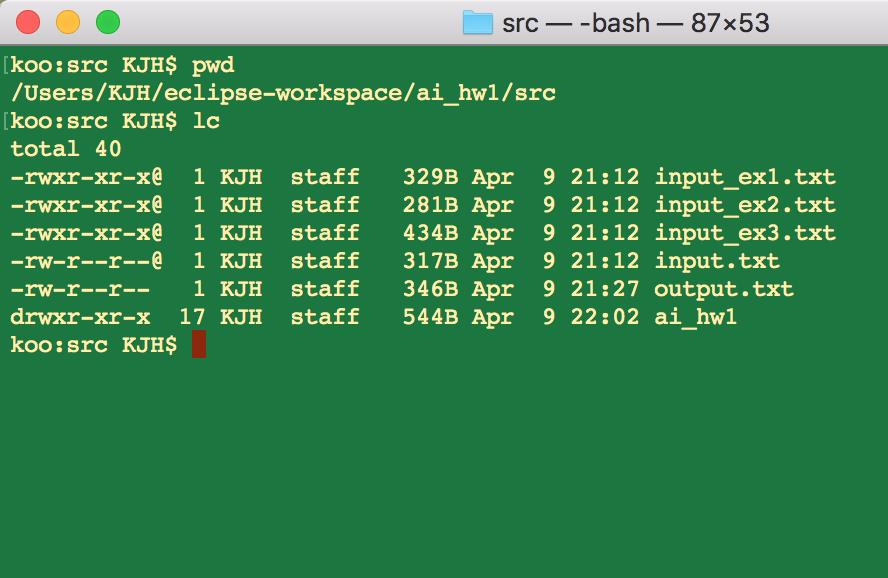 src — -bash — 87×53
[koo:src KJH$ pwd
/Users/KJH/eclipse-workspace/ai_hw1/src
[koo:src KJH$ lc
total 40
-rwxr-xr-x@  1 KJH  staff   329B Apr  9 21:12 input_ex1.txt
-rwxr-xr-x@  1 KJH  staff   281B Apr  9 21:12 input_ex2.txt
-rwxr-xr-x@  1 KJH  staff   434B Apr  9 21:12 input_ex3.txt
-rw-r--r--@  1 KJH  staff   317B Apr  9 21:12 input.txt
-rw-r--r--   1 KJH  staff   346B Apr  9 21:27 output.txt
drwxr-xr-x  17 KJH  staff   544B Apr  9 22:02 ai_hw1
koo:src KJH$